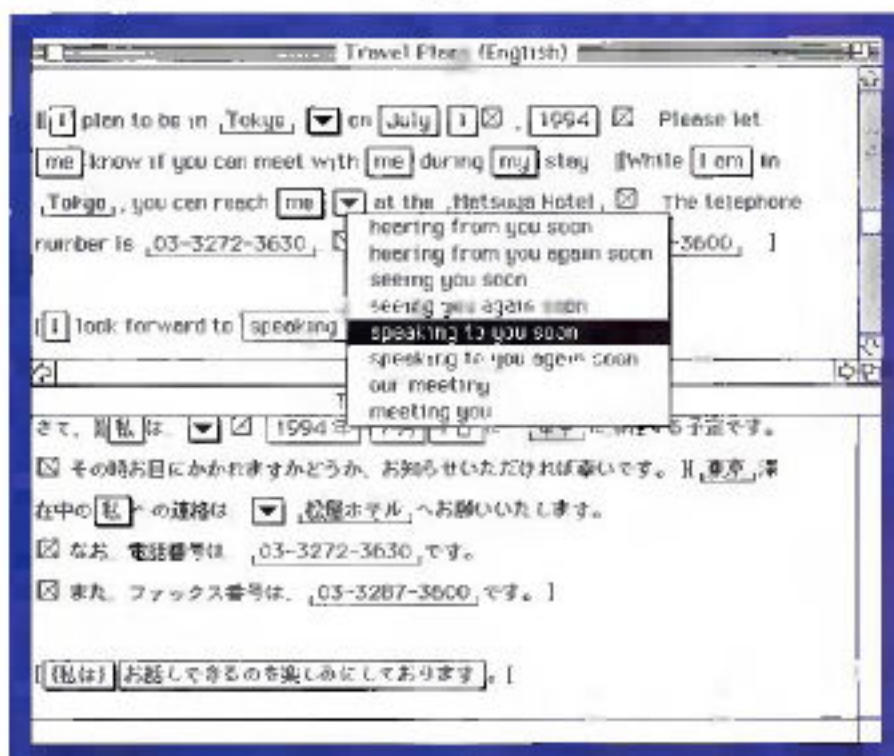 Travel Plans (English)
[ I plan to be in Tokyo, ▼ on July 1 ☒ , 1994 ☒ Please let
me know if you can meet with me during my stay [While I am in
Tokyo, you can reach me ▼ at the Matsuya Hotel, ☒ The telephone
number is 03-3272-3630, -3600, ]
hearing from you soon
hearing from you again soon
seeing you soon
seeing you again soon
[ I look forward to speaking
speaking to you soon
speaking to you again soon
our meeting
meeting you
さて、[私は、 ▼ ☒ 1994年 する予定です。
☒ その時お目にかかれますかどうか、お知らせいただければ幸いです。][東京 滞
在中の私への連絡は ▼ 松屋ホテルへお願いいたします。
☒ なお、電話番号は 03-3272-3630 です。
☒ また、ファックス番号は、 03-3287-3600 です。 ]
[ (私は) お話しできるのを楽しみにしております 。 [